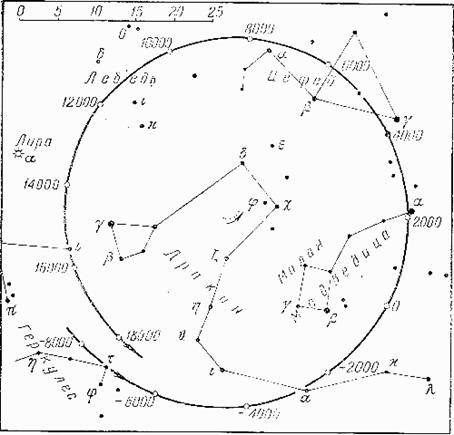 0 5 10 15 20 25
δ
8000
10000
α
δ
Лебедь
Цефей
6000
ι
β
12000
γ
κ
4000
Лира
α
ε
δ
14000
φ
χ
α
2000
γ
ζ
Дракон
Малая
Медведица
ι
β
16000
η
γ
β
0
π
θ
-8000
18000
Геркулес
η
τ
ι
-2000
κ
φ
α
λ
-6000
-4000